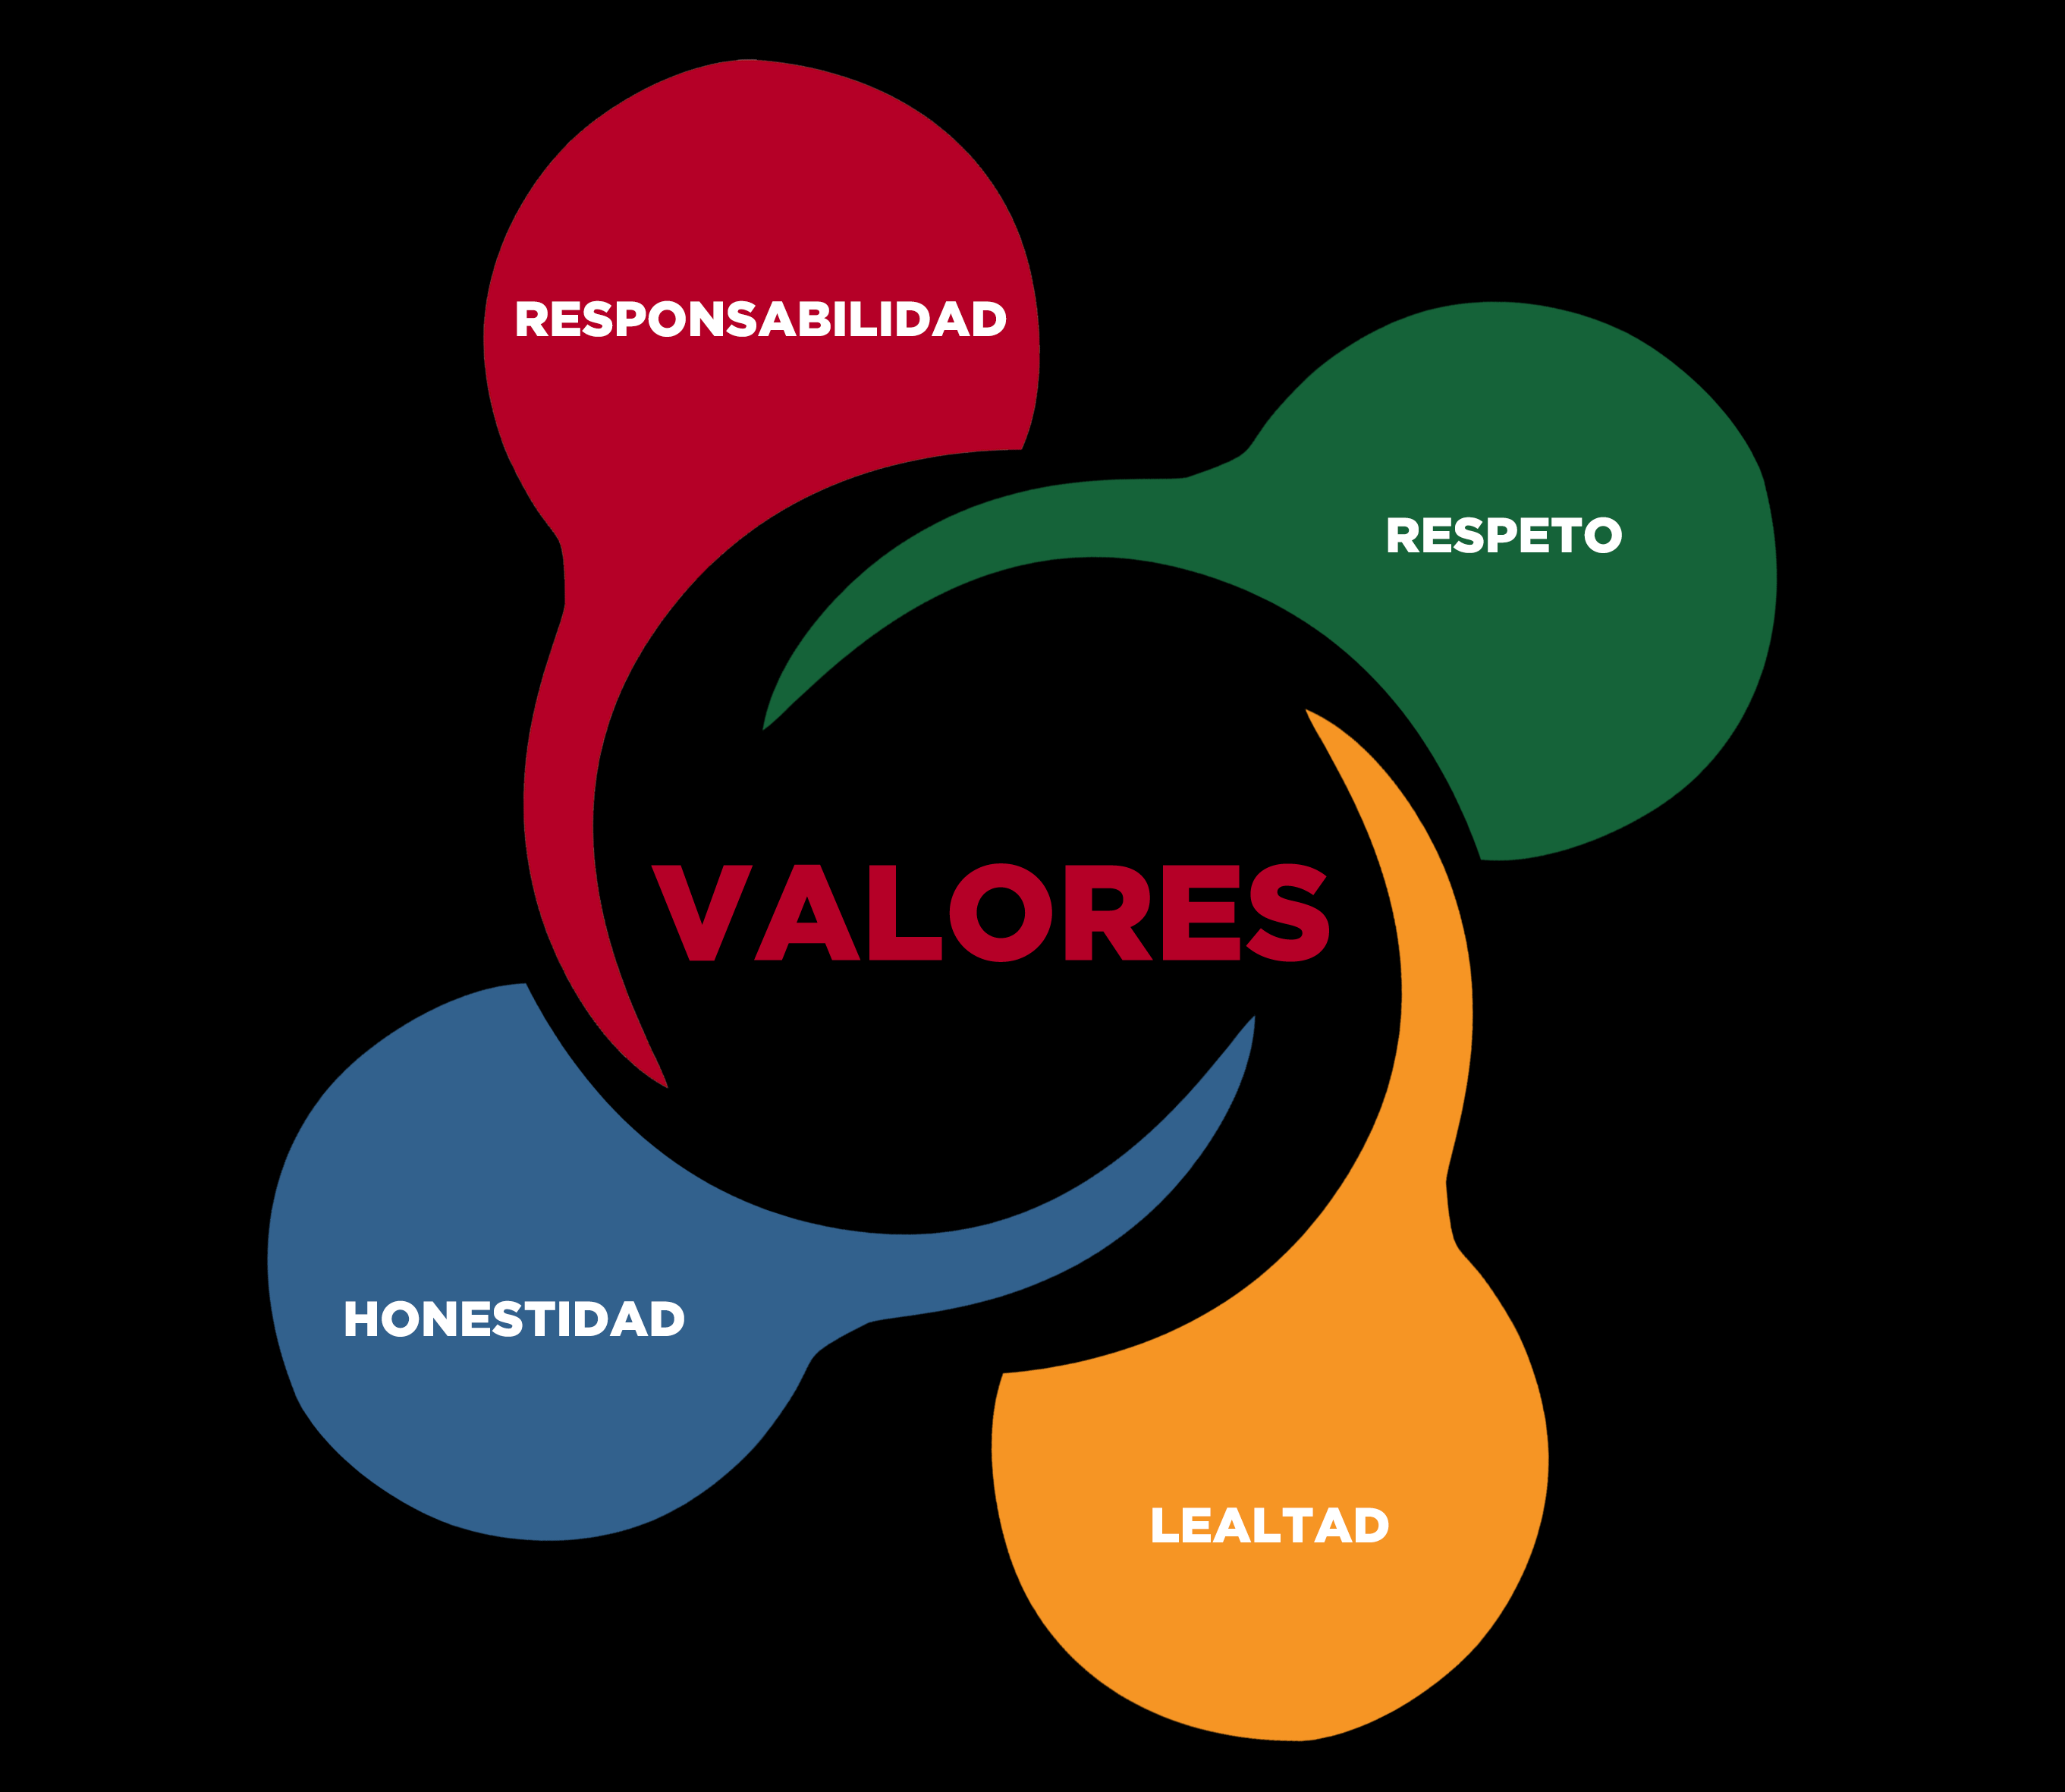 RESPONSABILIDAD
RESPETO
VALORES
HONESTIDAD
LEALTAD